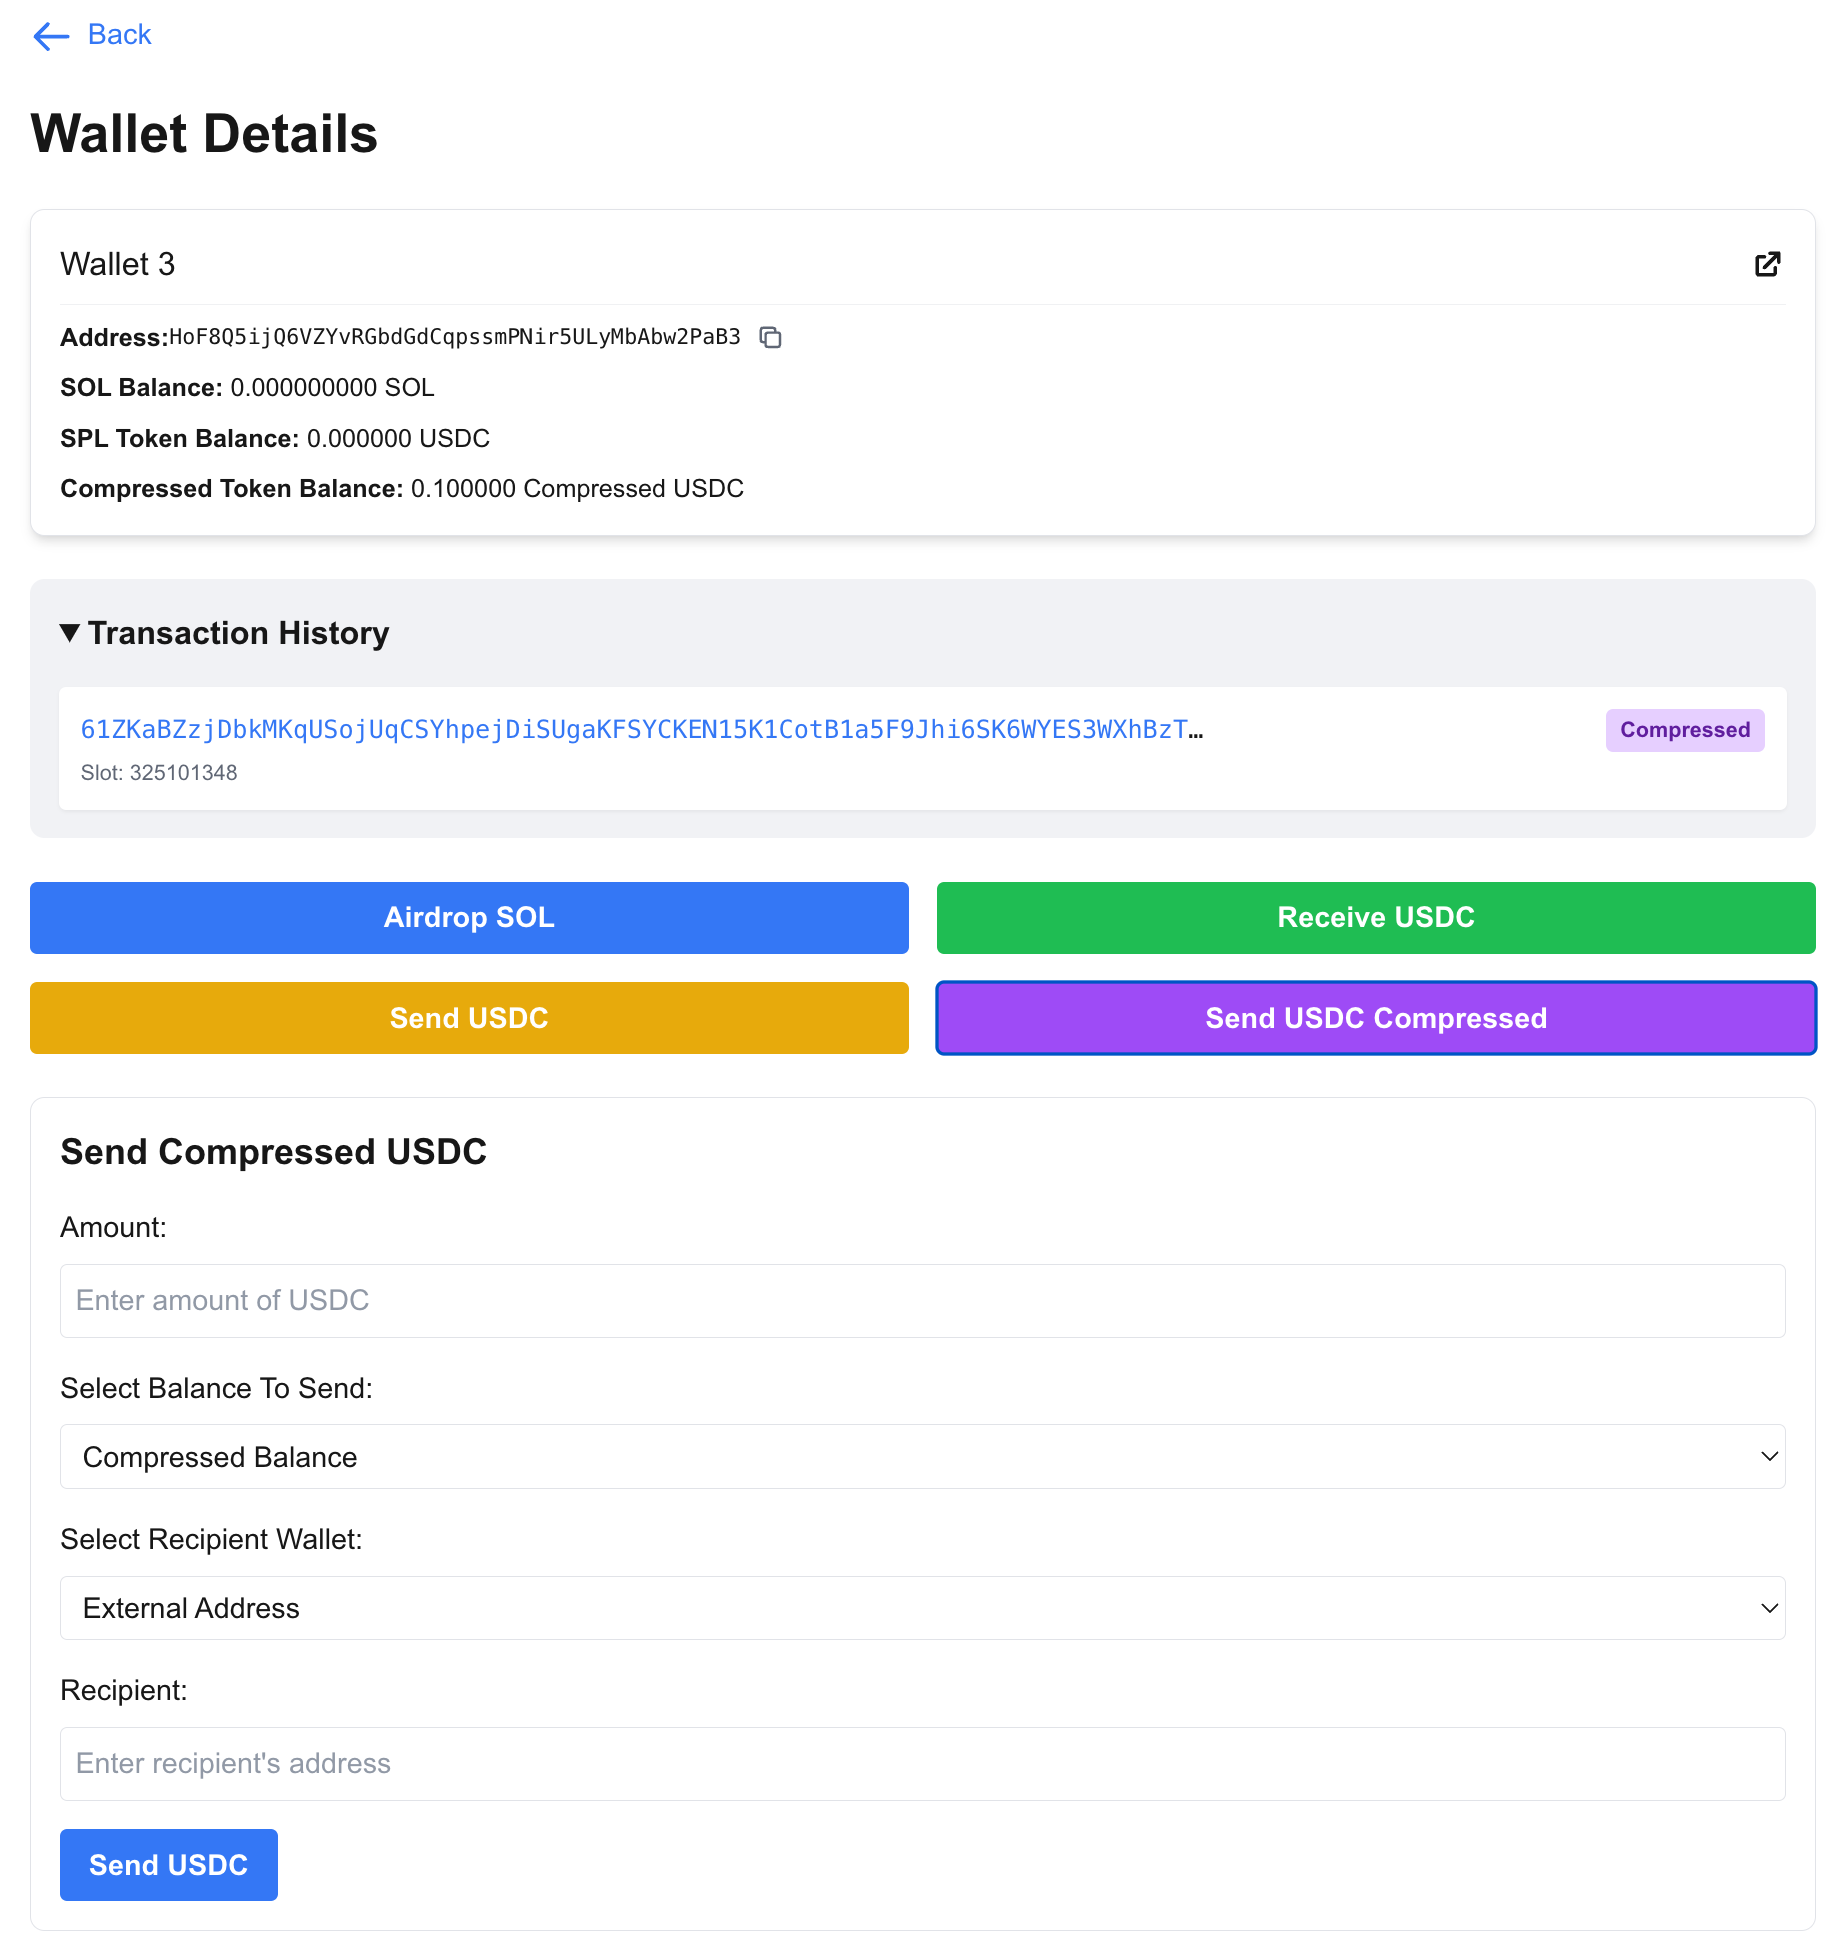 Back
Wallet Details
Wallet 3
Address:HoF8Q5ijQ6VZYvRGbdGdCqpssmPNir5ULyMbAbw2PaB3
SOL Balance: 0.000000000 SOL
SPL Token Balance: 0.000000 USDC
Compressed Token Balance: 0.100000 Compressed USDC
▼ Transaction History
61ZKaBZzjDbkMKqUSojUqCSYhpejDiSUgaKFSYCKEN15K1CotB1a5F9Jhi6SK6WYES3WXhBzT… Compressed
Slot: 325101348
Airdrop SOL
Receive USDC
Send USDC
Send USDC Compressed
Send Compressed USDC
Amount:
Enter amount of USDC
Select Balance To Send:
Compressed Balance
Select Recipient Wallet:
External Address
Recipient:
Enter recipient's address
Send USDC